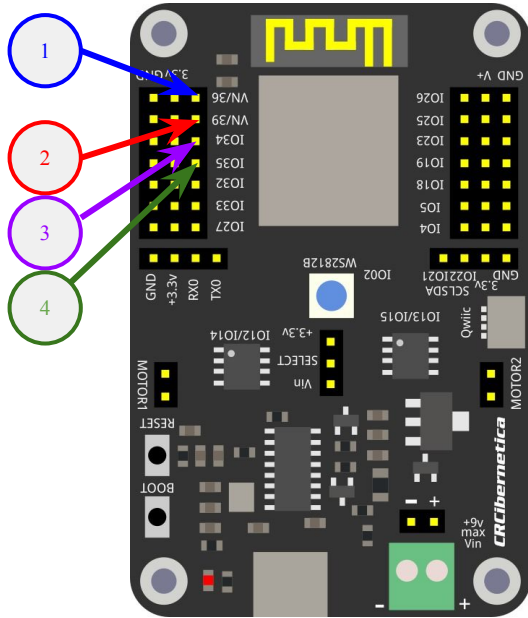 1
2
3
4
3.3V
GND
VN/36
VN/39
IO34
IO35
IO32
IO33
IO27
GND
+3.3v
RX0
TX0
GND
V+
IO26
IO25
IO23
IO19
IO18
IO5
IO4
GND
3.3V
IO21
IO22
SDA
SCL
WS2812B
IO02
IO12/IO14
IO13/IO15
+3.3v
SELECT
Vin
Qwiic
MOTOR1
MOTOR2
RESET
BOOT
- +
+9v
max
Vin
- +
CRCibernetica